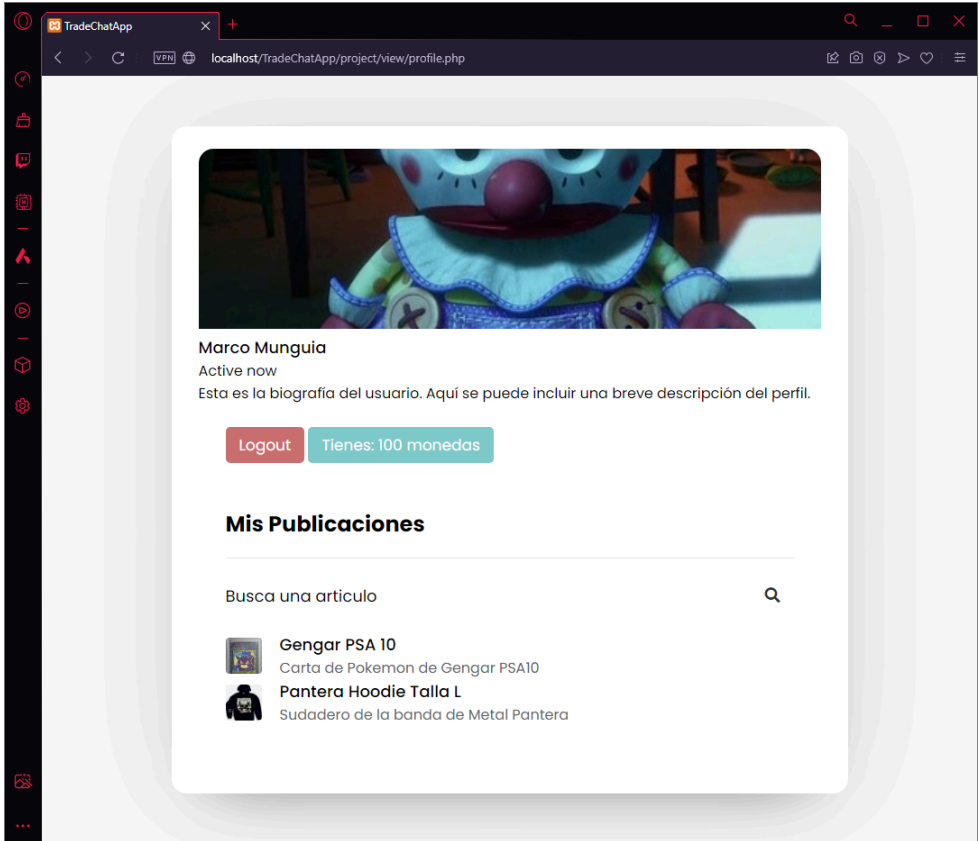 TradeChatApp
VPN
localhost/TradeChatApp/project/view/profile.php
Marco Munguia
Active now
Esta es la biografía del usuario. Aquí se puede incluir una breve descripción del perfil.
Logout Tienes: 100 monedas
Mis Publicaciones
Busca una articulo
Gengar PSA 10
Carta de Pokemon de Gengar PSA10
Pantera Hoodie Talla L
Sudadero de la banda de Metal Pantera